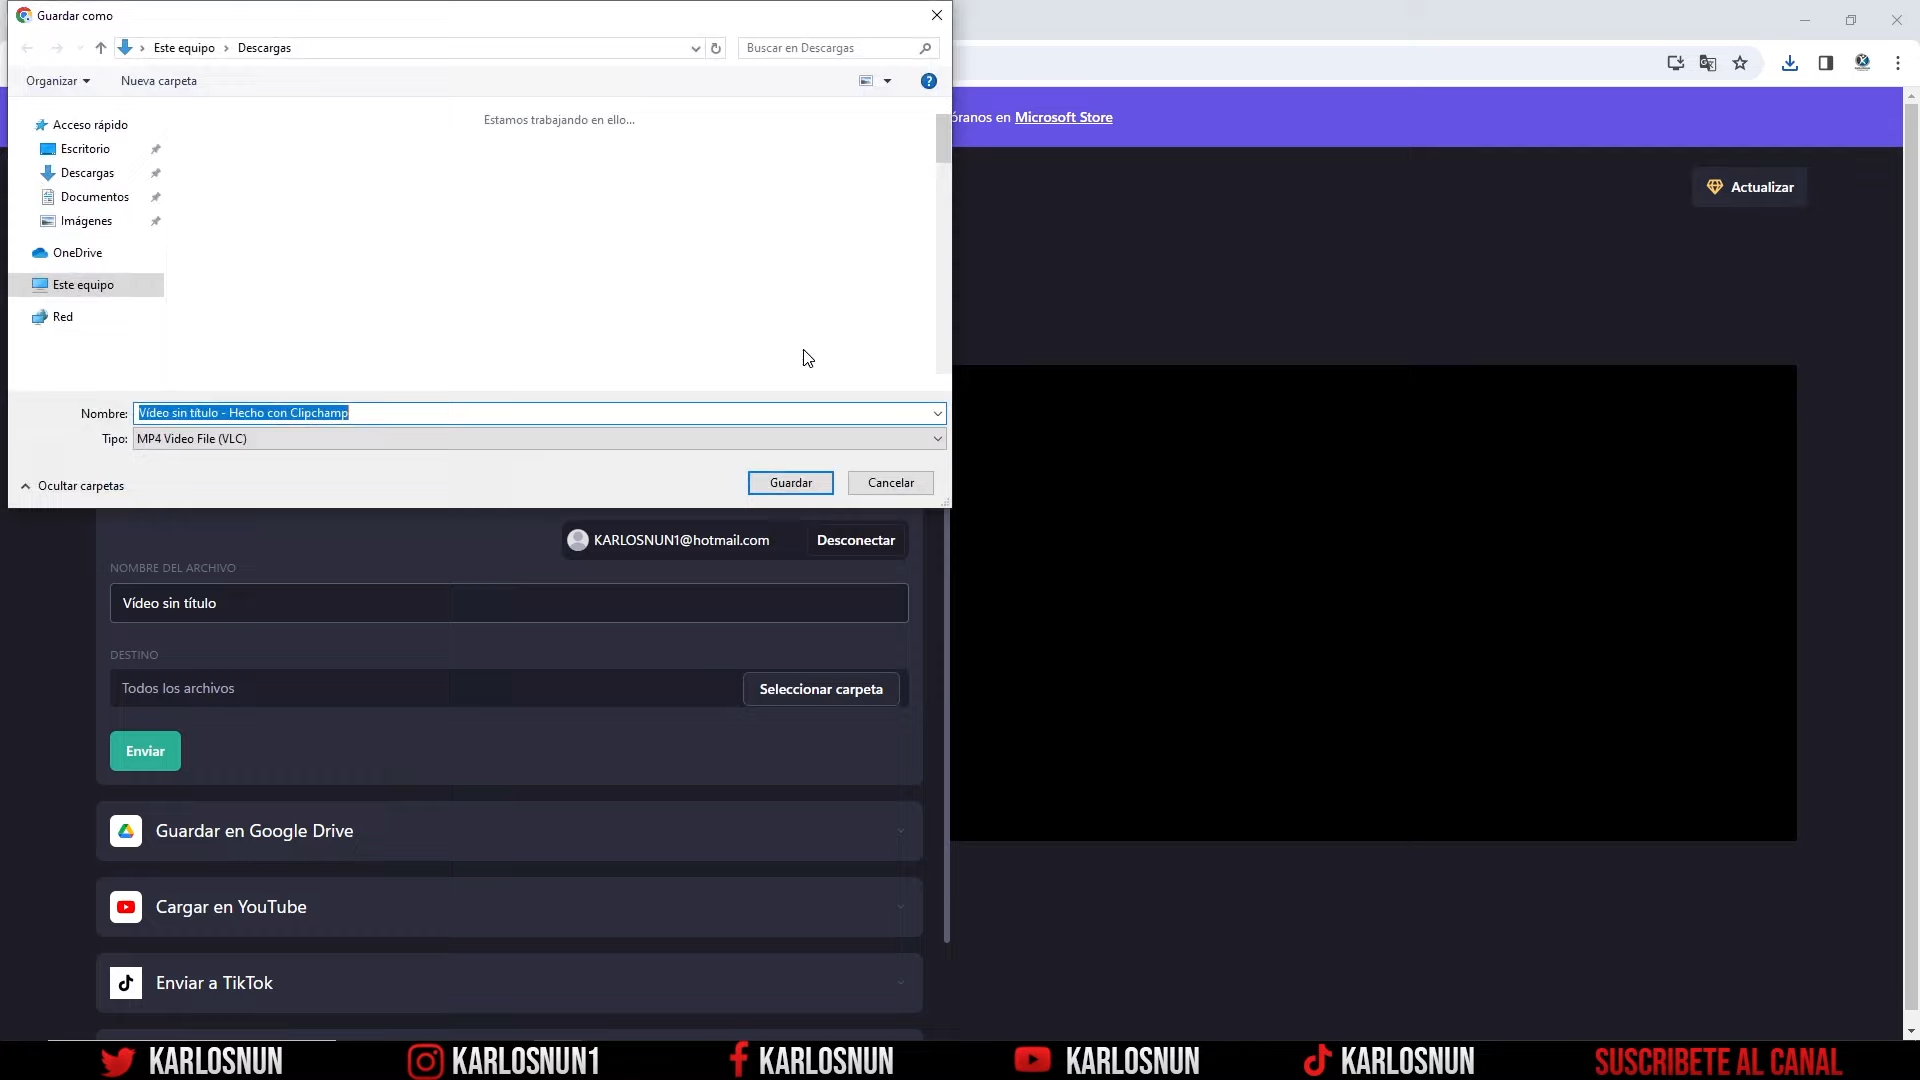 Guardar como
Este equipo > Descargas
Buscar en Descargas
Organizar
Nueva carpeta
Estamos trabajando en ello...
Acceso rápido
Escritorio
Descargas
Documentos
Imágenes
OneDrive
Este equipo
Red
Nombre: Vídeo sin título - Hecho con Clipchamp
Tipo: MP4 Video File (VLC)
Ocultar carpetas
Guardar
Cancelar
óranos en Microsoft Store
Actualizar
KARLOSNUN1@hotmail.com
Desconectar
NOMBRE DEL ARCHIVO
Vídeo sin título
DESTINO
Todos los archivos
Seleccionar carpeta
Enviar
Guardar en Google Drive
Cargar en YouTube
Enviar a TikTok
KARLOSNUN
KARLOSNUN1
KARLOSNUN
KARLOSNUN
KARLOSNUN
SUSCRIBETE AL CANAL